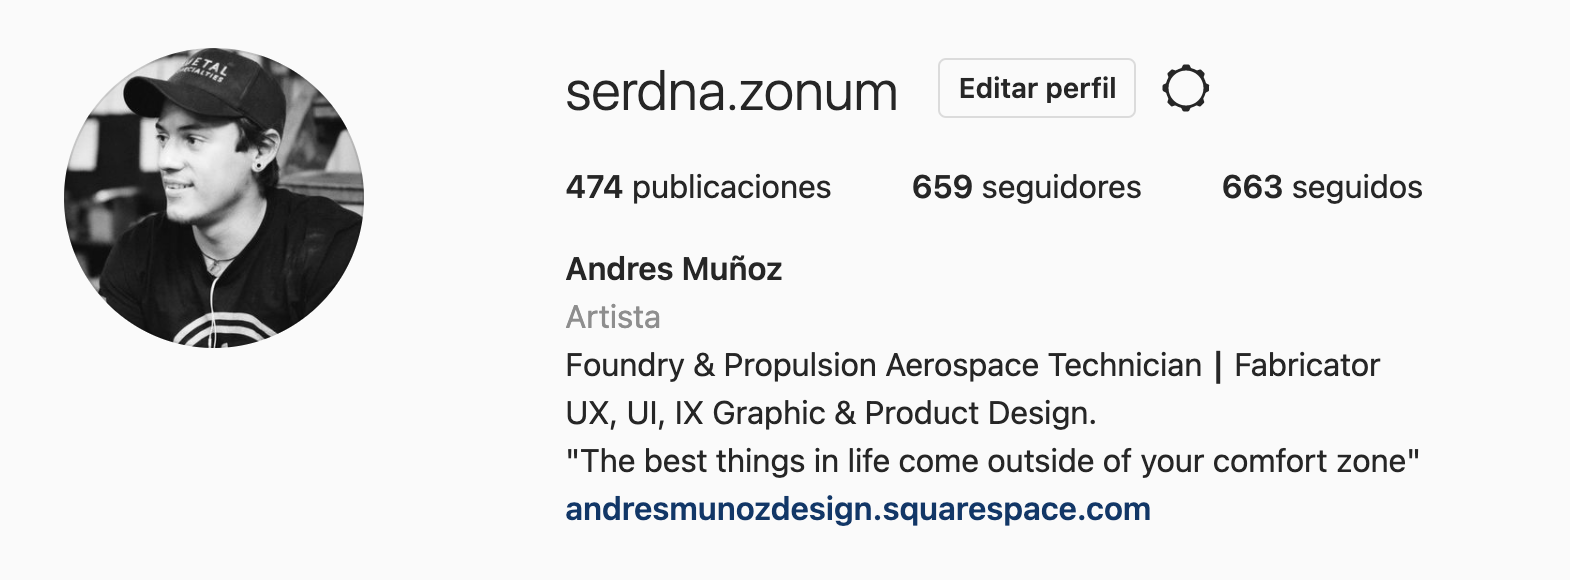 METAL
SPECIALTIES
serdna.zonum Editar perfil
474 publicaciones 659 seguidores 663 seguidos
Andres Muñoz
Artista
Foundry & Propulsion Aerospace Technician | Fabricator
UX, UI, IX Graphic & Product Design.
"The best things in life come outside of your comfort zone"
andresmunozdesign.squarespace.com